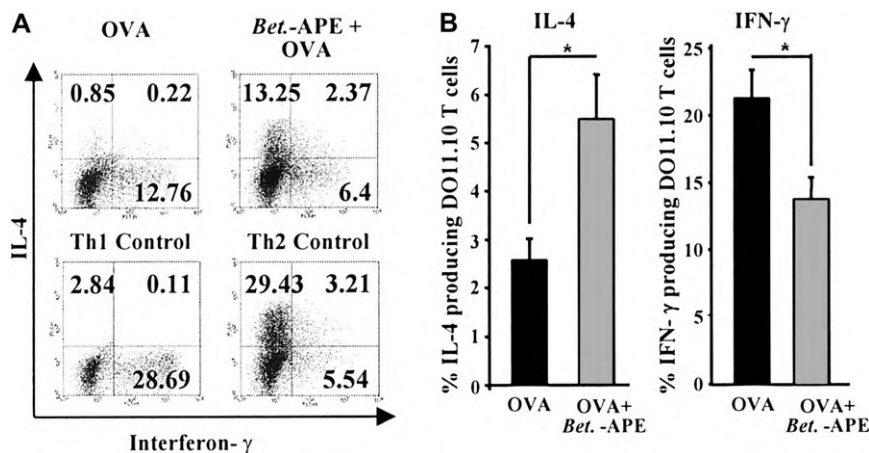 A
OVA
Bet.-APE +
OVA
0.85 0.22
12.76
13.25 2.37
6.4
Th1 Control
Th2 Control
2.84 0.11
28.69
29.43 3.21
5.54
IL-4
Interferon- γ
B
IL-4
% IL-4 producing DO11.10 T cells
7
6
5
4
3
2
1
0
*
OVA
OVA+
Bet. -APE
IFN-γ
% IFN- γ producing DO11.10 T cells
25
20
15
10
5
0
*
OVA
OVA+
Bet. -APE